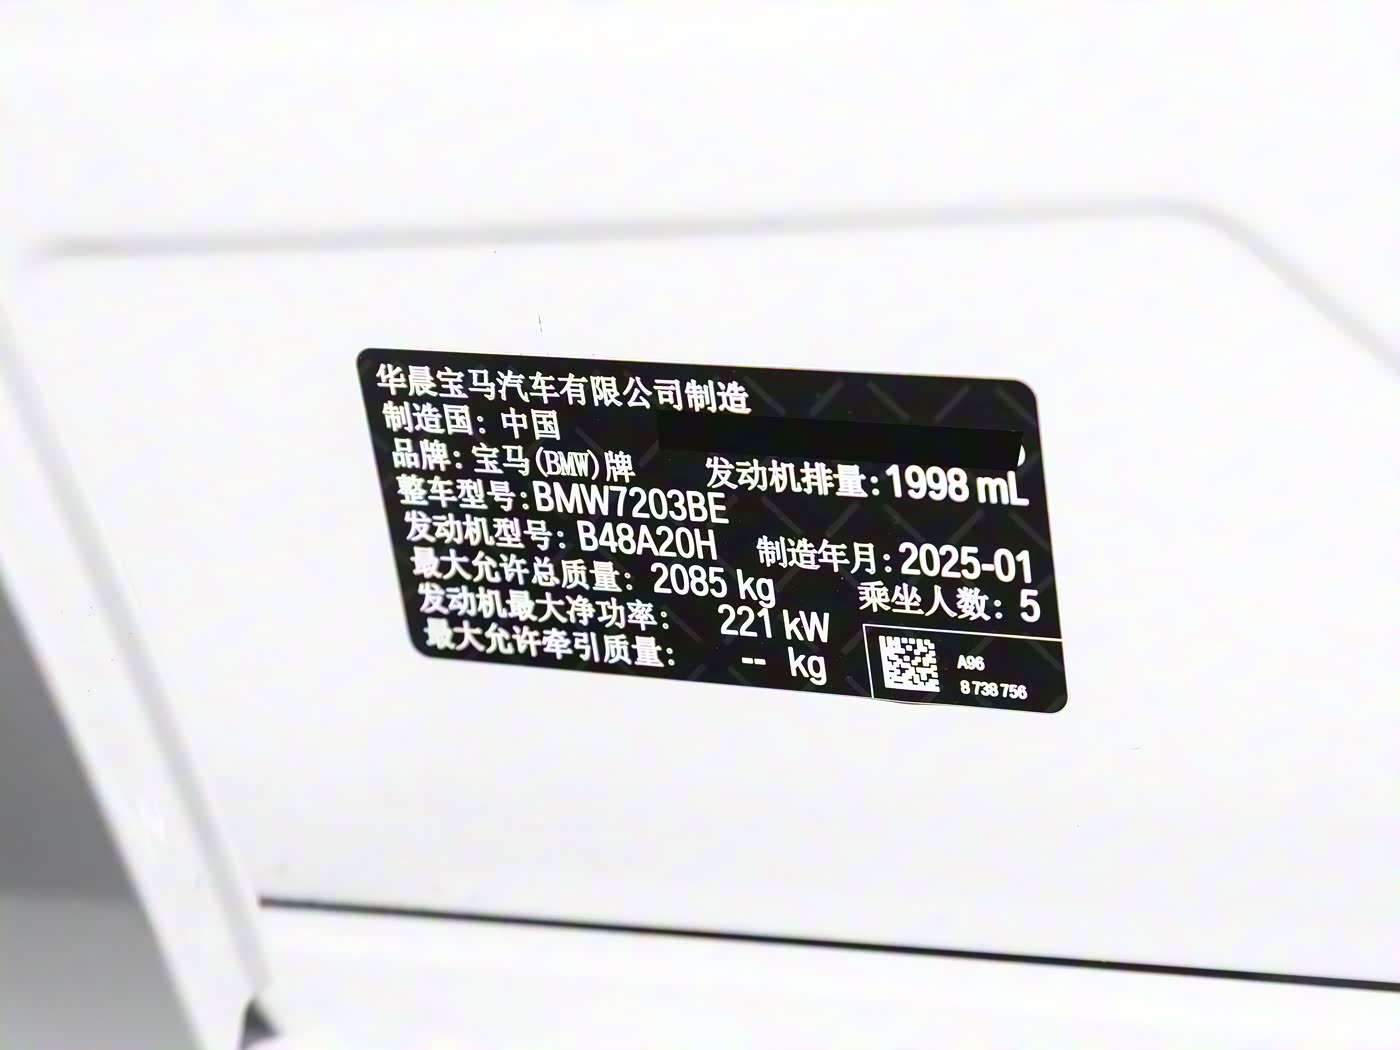 华晨宝马汽车有限公司制造
制造国：中国
品牌：宝马(BMW)牌
发动机排量：1998 mL
整车型号：BMW7203BE
发动机型号：B48A20H
制造年月：2025-01
最大允许总质量：2085 kg
乘坐人数：5
发动机最大净功率：221 kW
最大允许牵引质量：-- kg
A96
8 738 756